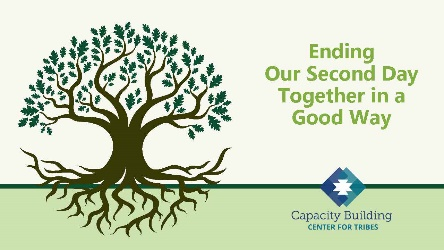 Ending
Our Second Day
Together in a
Good Way
Capacity Building
CENTER FOR TRIBES